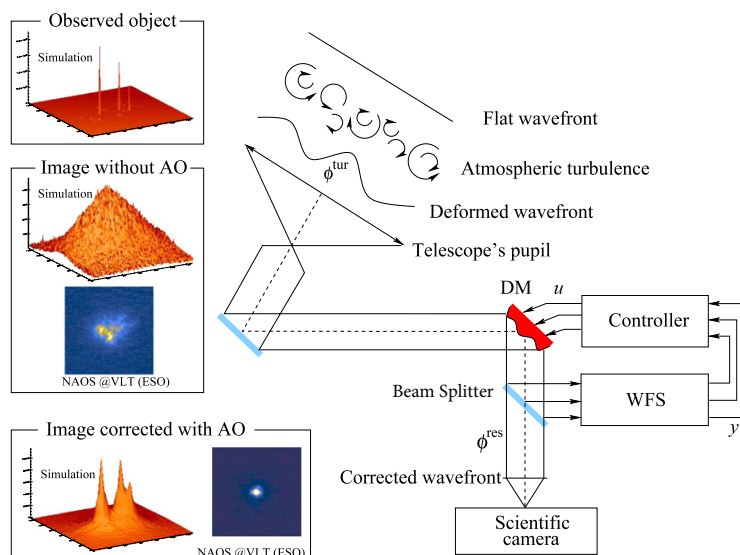 Observed object
Simulation
Image without AO
Simulation
NAOS @VLT (ESO)
Image corrected with AO
Simulation
NAOS @VLT (ESO)
Flat wavefront
Atmospheric turbulence
ϕtur
Deformed wavefront
Telescope's pupil
DM
u
Controller
Beam Splitter
WFS
y
ϕres
Corrected wavefront
Scientific
camera